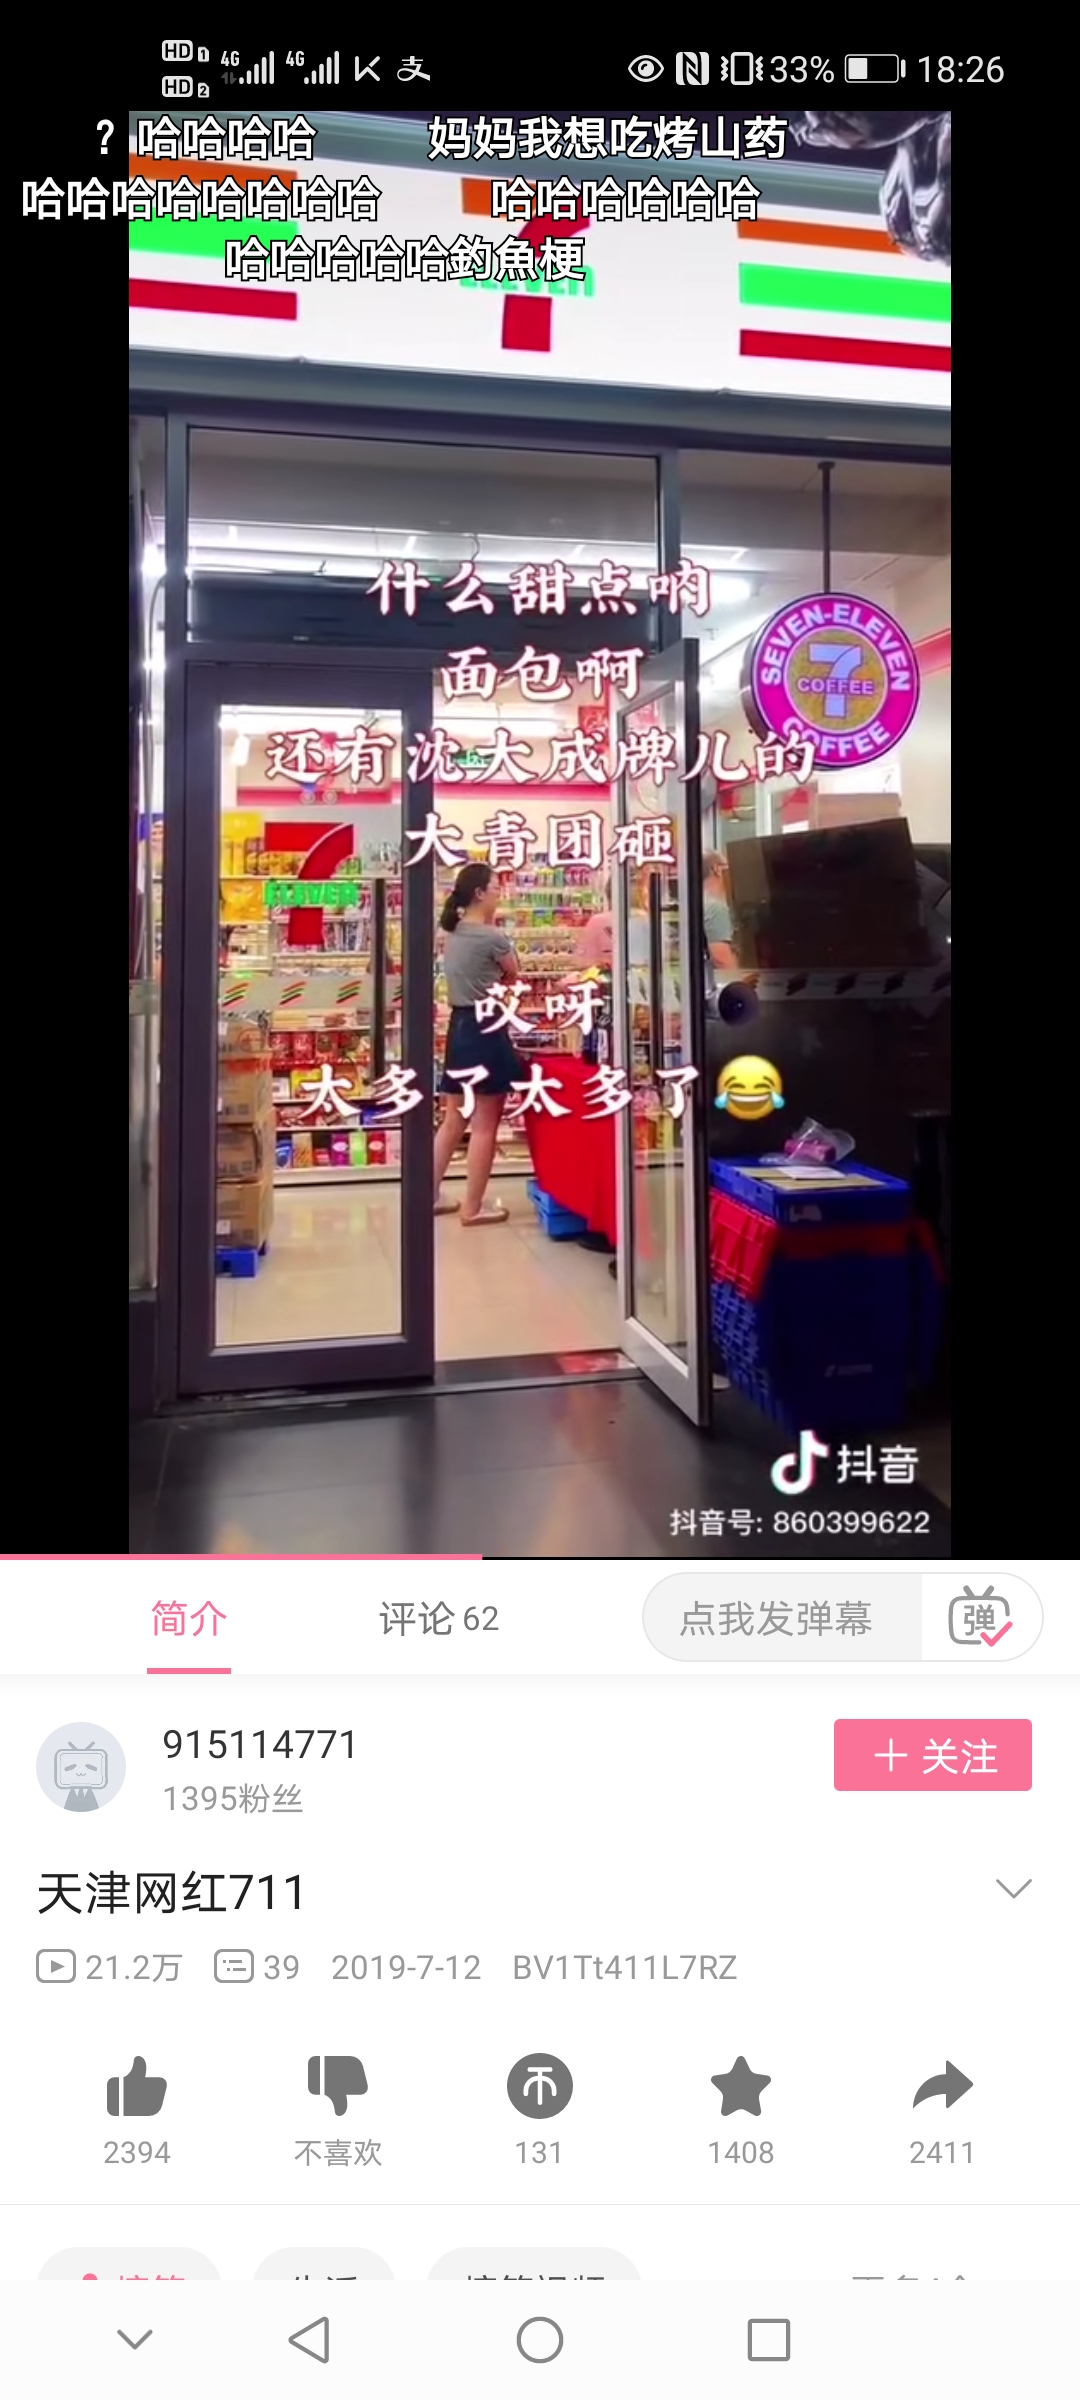 HD 1 4G 4G 支 33% 18:26
HD 2
? 哈哈哈哈 妈妈我想吃烤山药
哈哈哈哈哈哈哈哈 哈哈哈哈哈哈
哈哈哈哈哈釣魚梗
ELEVEn
什么甜点呐
面包啊
还有沈大成牌儿的
大青团砸
SEVEN-ELEVEN
7
COFFEE
COFFEE
ELEVEn
哎呀
太多了太多了😂
抖音
抖音号: 860399622
简介 评论 62 点我发弹幕 弹
915114771
1395粉丝
+ 关注
天津网红711
21.2万 39 2019-7-12 BV1Tt411L7RZ
2394 不喜欢 131 1408 2411